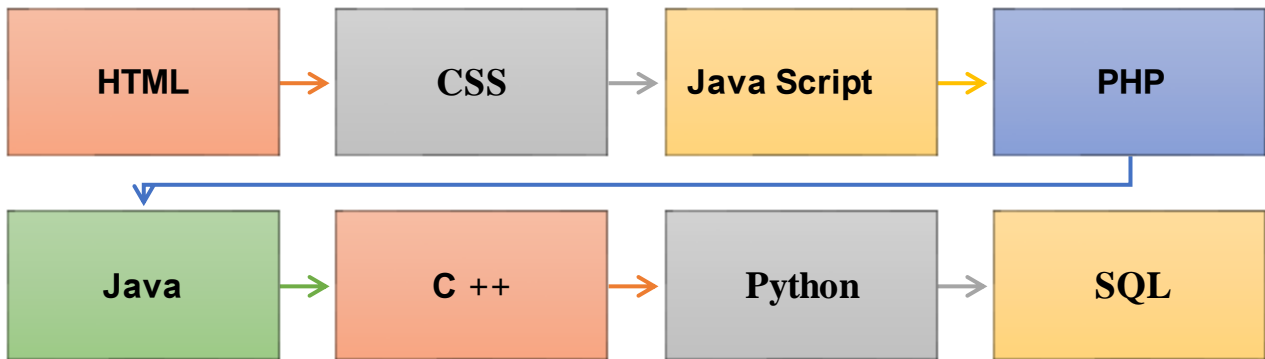 HTML
CSS
Java Script
PHP
Java
C ++
Python
SQL